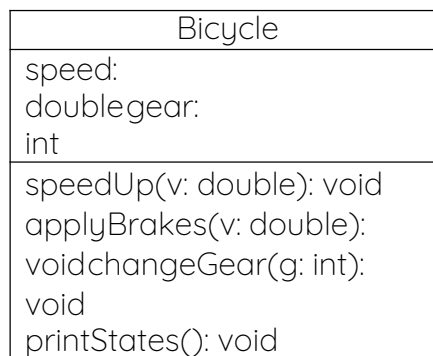 Bicycle
speed:
doublegear:
int
speedUp(v: double): void
applyBrakes(v: double):
voidchangeGear(g: int):
void
printStates(): void